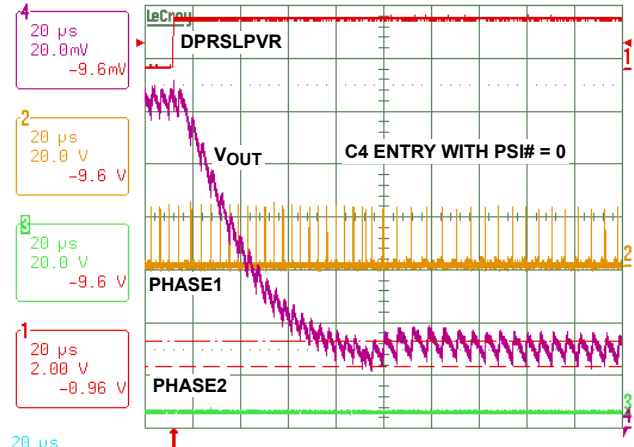 4
20 µs
20.0mV
-9.6mV
2
20 µs
20.0 V
-9.6 V
3
20 µs
20.0 V
-9.6 V
1
20 µs
2.00 V
-0.96 V
20 µs
LeCroy
DPRSLPVR
1
VOUT
C4 ENTRY WITH PSI# = 0
2
PHASE1
PHASE2
3
4